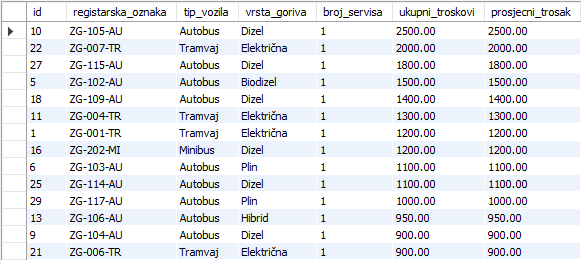 id registarska_oznaka tip_vozila vrsta_goriva broj_servisa ukupni_troskovi prosjecni_trosak
10 ZG-105-AU Autobus Dizel 1 2500.00 2500.00
22 ZG-007-TR Tramvaj Električna 1 2000.00 2000.00
27 ZG-115-AU Autobus Dizel 1 1800.00 1800.00
5 ZG-102-AU Autobus Biodizel 1 1500.00 1500.00
18 ZG-109-AU Autobus Dizel 1 1400.00 1400.00
11 ZG-004-TR Tramvaj Električna 1 1300.00 1300.00
1 ZG-001-TR Tramvaj Električna 1 1200.00 1200.00
16 ZG-202-MI Minibus Dizel 1 1200.00 1200.00
6 ZG-103-AU Autobus Plin 1 1100.00 1100.00
25 ZG-114-AU Autobus Dizel 1 1100.00 1100.00
29 ZG-117-AU Autobus Plin 1 1000.00 1000.00
13 ZG-106-AU Autobus Hibrid 1 950.00 950.00
9 ZG-104-AU Autobus Dizel 1 900.00 900.00
21 ZG-006-TR Tramvaj Električna 1 900.00 900.00